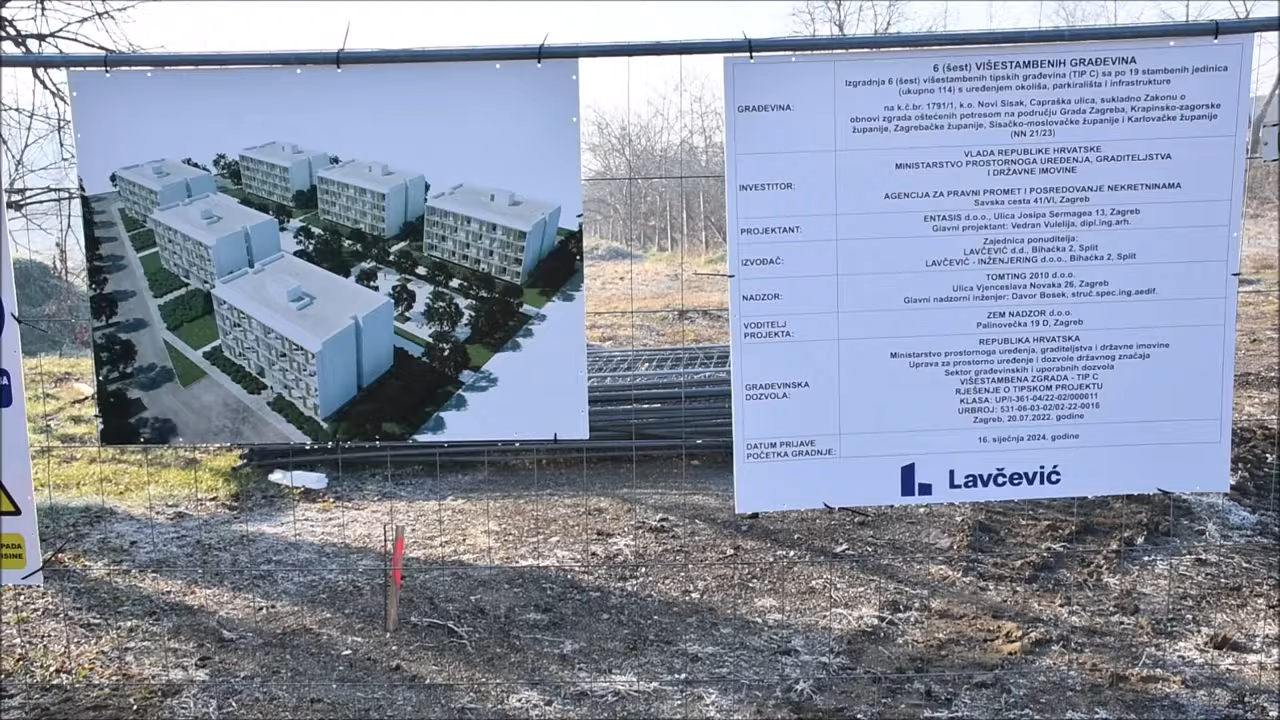 6 (šest) VIŠESTAMBENIH GRAĐEVINA
Izgradnja 6 (šest) višestambenih tipskih građevina (TIP C) sa po 19 stambenih jedinica
(ukupno 114) s uređenjem okoliša, parkirališta i infrastrukture
GRAĐEVINA:
na k.č.br. 1791/1, k.o. Novi Sisak, Capraška ulica, sukladno Zakonu o
obnovi zgrada oštećenih potresom na području Grada Zagreba, Krapinsko-zagorske
županije, Zagrebačke županije, Sisačko-moslovačke županije i Karlovačke županije
(NN 21/23)
VLADA REPUBLIKE HRVATSKE
MINISTARSTVO PROSTORNOGA UREĐENJA, GRADITELJSTVA
I DRŽAVNE IMOVINE
INVESTITOR:
AGENCIJA ZA PRAVNI PROMET I POSREDOVANJE NEKRETNINAMA
Savska cesta 41/VI, Zagreb
PROJEKTANT:
ENTASIS d.o.o., Ulica Josipa Sermagea 13, Zagreb
Glavni projektant: Vedran Vulelija, dipl.ing.arh.
IZVOĐAČ:
Zajednica ponuditelja:
LAVČEVIĆ d.d., Bihaćka 2, Split
LAVČEVIĆ - INŽENJERING d.o.o., Bihaćka 2, Split
NADZOR:
TOMTING 2010 d.o.o.
Ulica Vjenceslava Novaka 26, Zagreb
Glavni nadzorni inženjer: Davor Bosek, struč.spec.ing.aedif.
VODITELJ
PROJEKTA:
ZEM NADZOR d.o.o.
Palinovečka 19 D, Zagreb
REPUBLIKA HRVATSKA
Ministarstvo prostornoga uređenja, graditeljstva i državne imovine
Uprava za prostorno uređenje i dozvole državnog značaja
Sektor građevinskih i uporabnih dozvola
GRAĐEVINSKA
DOZVOLA:
VIŠESTAMBENA ZGRADA - TIP C
RJEŠENJE O TIPSKOM PROJEKTU
KLASA: UP/I-361-04/22-02/000011
URBROJ: 531-06-03-02/02-22-0016
Zagreb, 20.07.2022. godine
DATUM PRIJAVE
POČETKA GRADNJE:
16. siječnja 2024. godine
Lavčević
PADA
ISINE